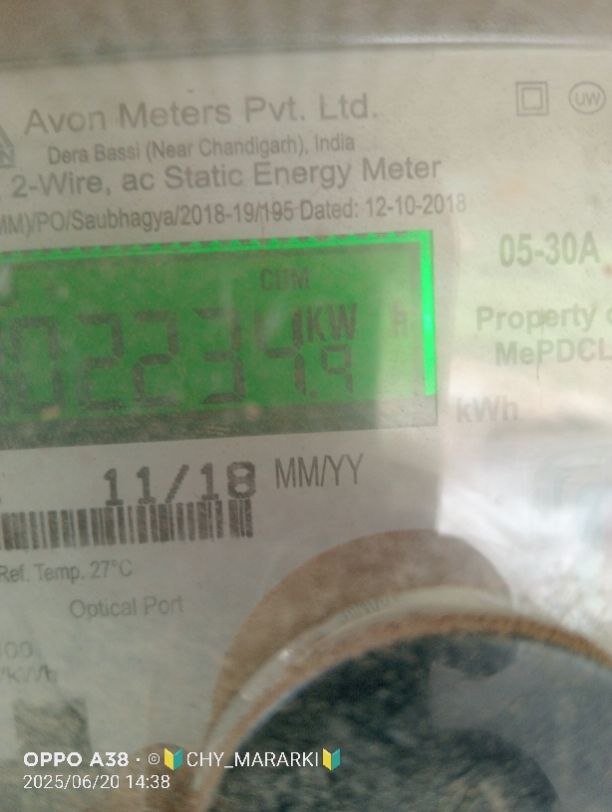 Avon Meters Pvt. Ltd.
Dera Bassi (Near Chandigarh), India
2-Wire, ac Static Energy Meter
MM)/PO/Saubhagya/2018-19/195 Dated: 12-10-2018
05-30A
CUM
KW h
Property
MePDCL
kWh
11/18 MM/YY
Ref. Temp. 27°C
Optical Port
/kWh
OPPO A38 · ©🔰CHY_MARARKI🔰
2025/06/20 14:38